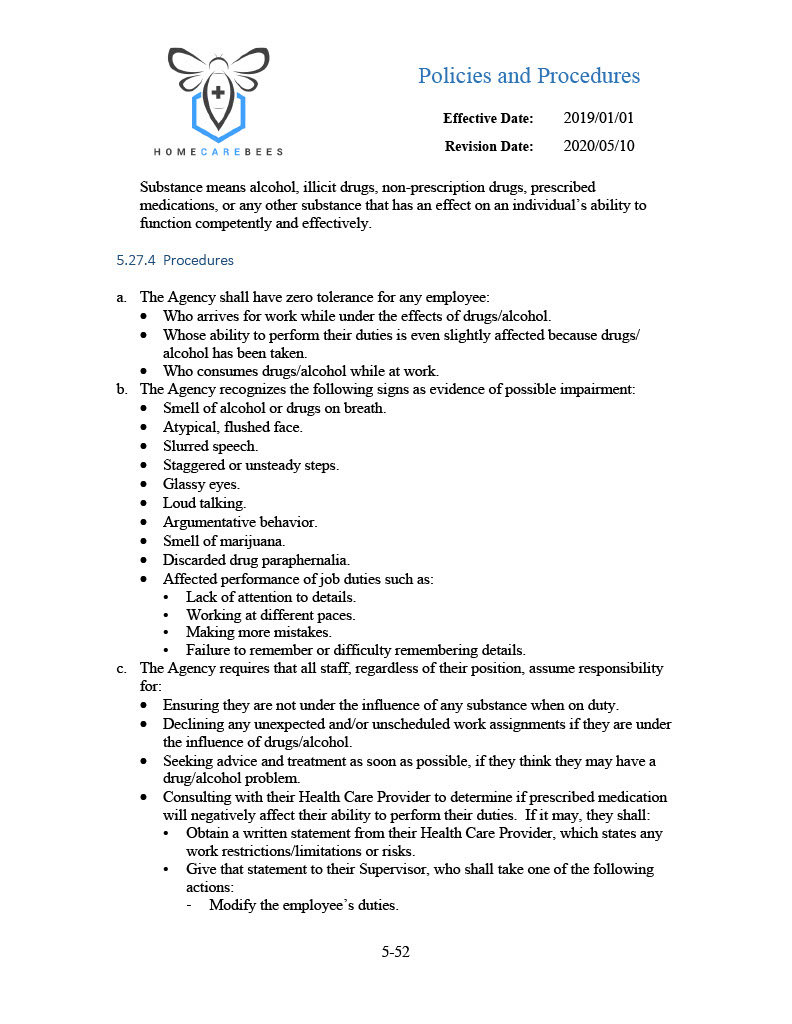 Policies and Procedures
Effective Date: 2019/01/01
Revision Date: 2020/05/10
HOMECAREBEES
Substance means alcohol, illicit drugs, non-prescription drugs, prescribed
medications, or any other substance that has an effect on an individual’s ability to
function competently and effectively.
5.27.4 Procedures
a. The Agency shall have zero tolerance for any employee:
• Who arrives for work while under the effects of drugs/alcohol.
• Whose ability to perform their duties is even slightly affected because drugs/
alcohol has been taken.
• Who consumes drugs/alcohol while at work.
b. The Agency recognizes the following signs as evidence of possible impairment:
• Smell of alcohol or drugs on breath.
• Atypical, flushed face.
• Slurred speech.
• Staggered or unsteady steps.
• Glassy eyes.
• Loud talking.
• Argumentative behavior.
• Smell of marijuana.
• Discarded drug paraphernalia.
• Affected performance of job duties such as:
• Lack of attention to details.
• Working at different paces.
• Making more mistakes.
• Failure to remember or difficulty remembering details.
c. The Agency requires that all staff, regardless of their position, assume responsibility
for:
• Ensuring they are not under the influence of any substance when on duty.
• Declining any unexpected and/or unscheduled work assignments if they are under
the influence of drugs/alcohol.
• Seeking advice and treatment as soon as possible, if they think they may have a
drug/alcohol problem.
• Consulting with their Health Care Provider to determine if prescribed medication
will negatively affect their ability to perform their duties. If it may, they shall:
• Obtain a written statement from their Health Care Provider, which states any
work restrictions/limitations or risks.
• Give that statement to their Supervisor, who shall take one of the following
actions:
- Modify the employee’s duties.
5-52